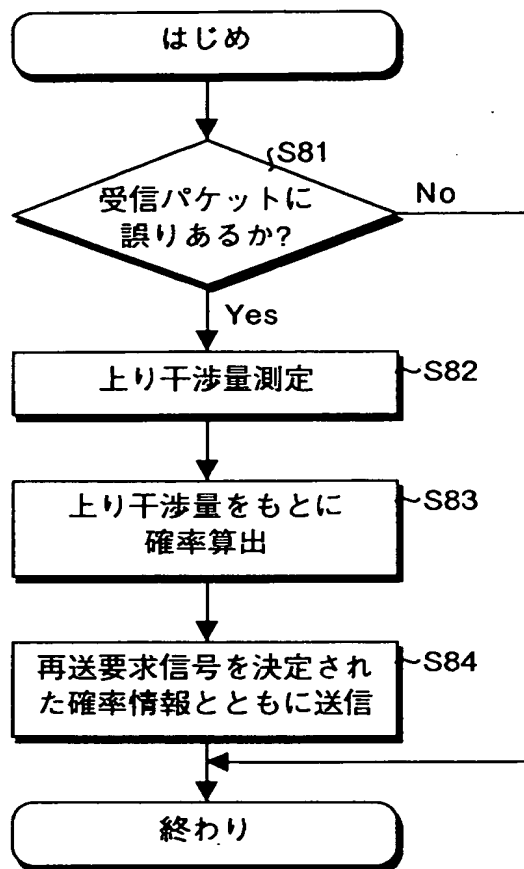 はじめ
S81
受信パケットに
誤りあるか?
No
Yes
上り干渉量測定
S82
上り干渉量をもとに
確率算出
S83
再送要求信号を決定され
た確率情報とともに送信
S84
終わり